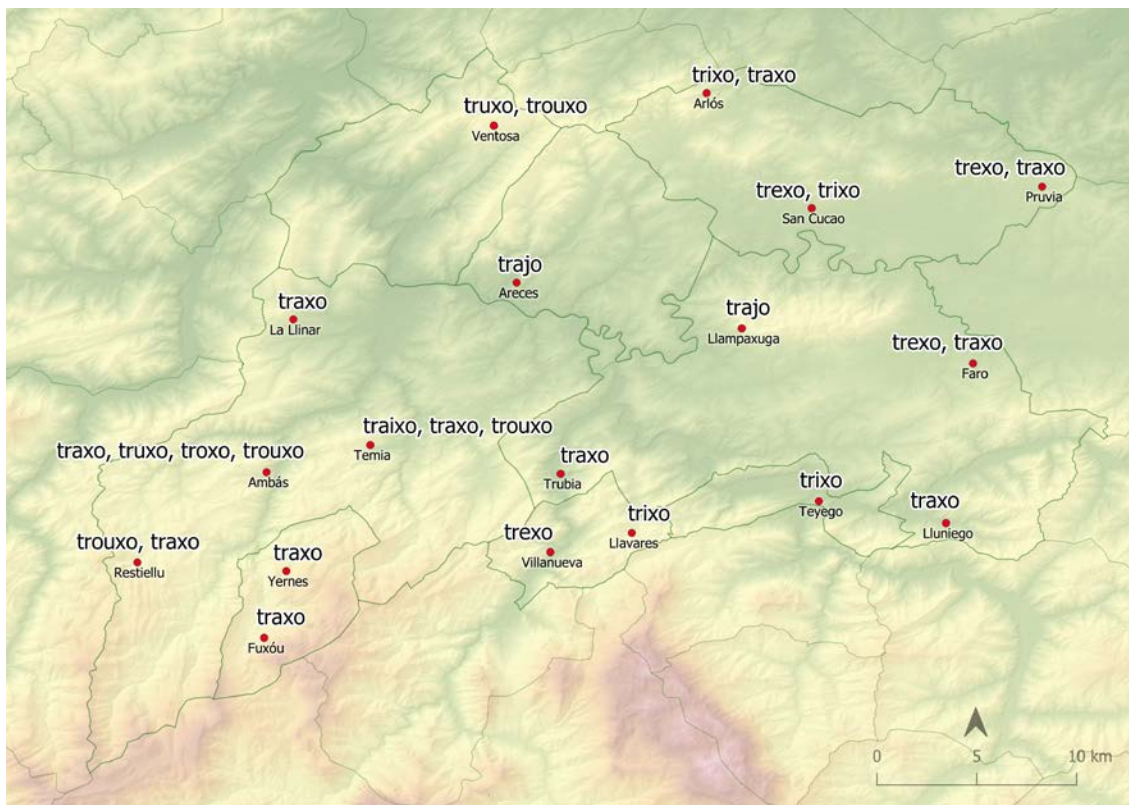 trixo, traxo
Arlós
truxo, trouxo
Ventosa
trexo, traxo
Pruvia
trexo, trixo
San Cucao
trajo
Areces
traxo
La Llinar
trajo
Llampaxuga
trexo, traxo
Faro
traixo, traxo, trouxo
Temia
traxo, truxo, troxo, trouxo
Ambás
traxo
Trubia
trixo
Teyego
traxo
Lluniego
trixo
Llavares
trexo
Villanueva
trouxo, traxo
Restiellu
traxo
Yernes
traxo
Fuxóu
0 5 10 km